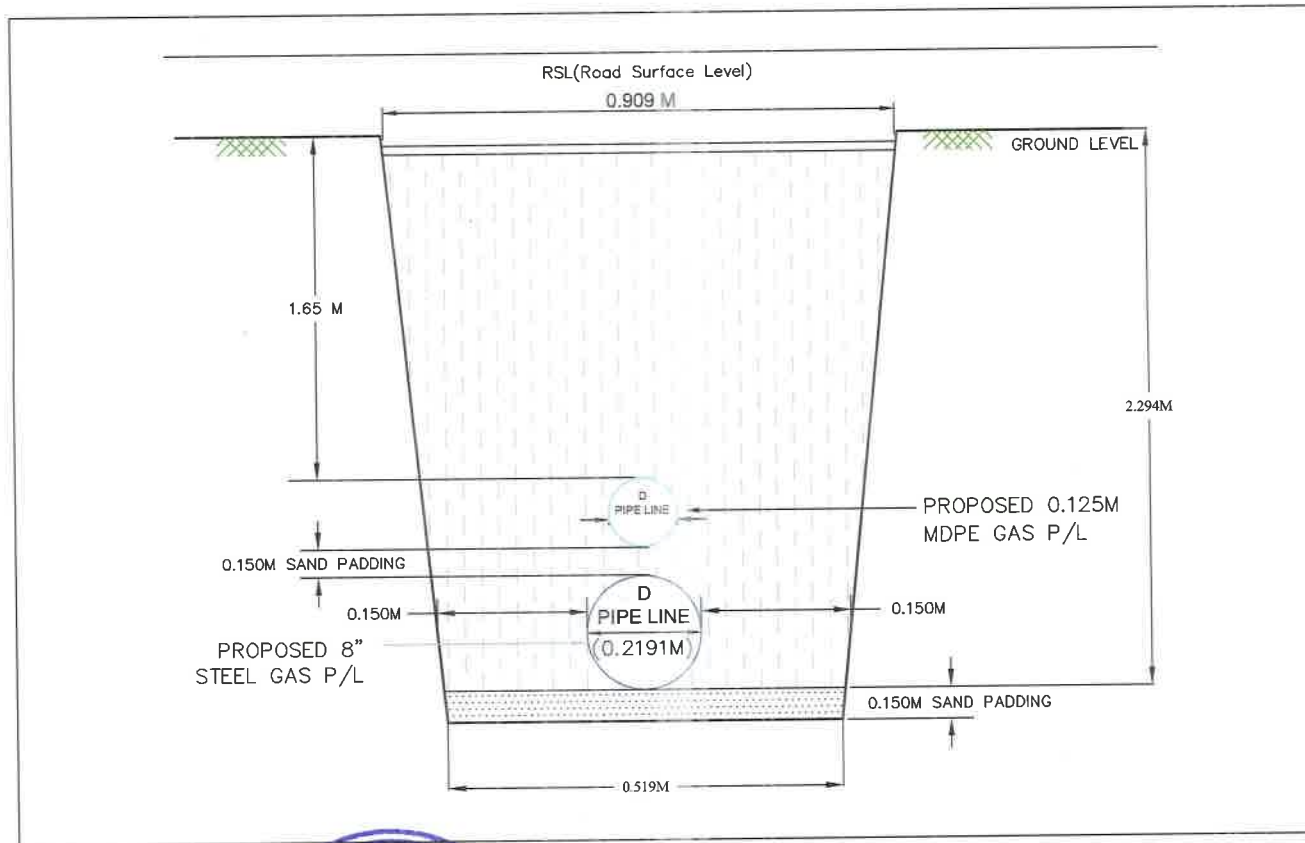 RSL(Road Surface Level)
0.909 M
GROUND LEVEL
1.65 M
2.294M
D
PIPE LINE
PROPOSED 0.125M
MDPE GAS P/L
0.150M SAND PADDING
0.150M
D
PIPE LINE
(0.2191M)
0.150M
PROPOSED 8"
STEEL GAS P/L
0.150M SAND PADDING
0.519M